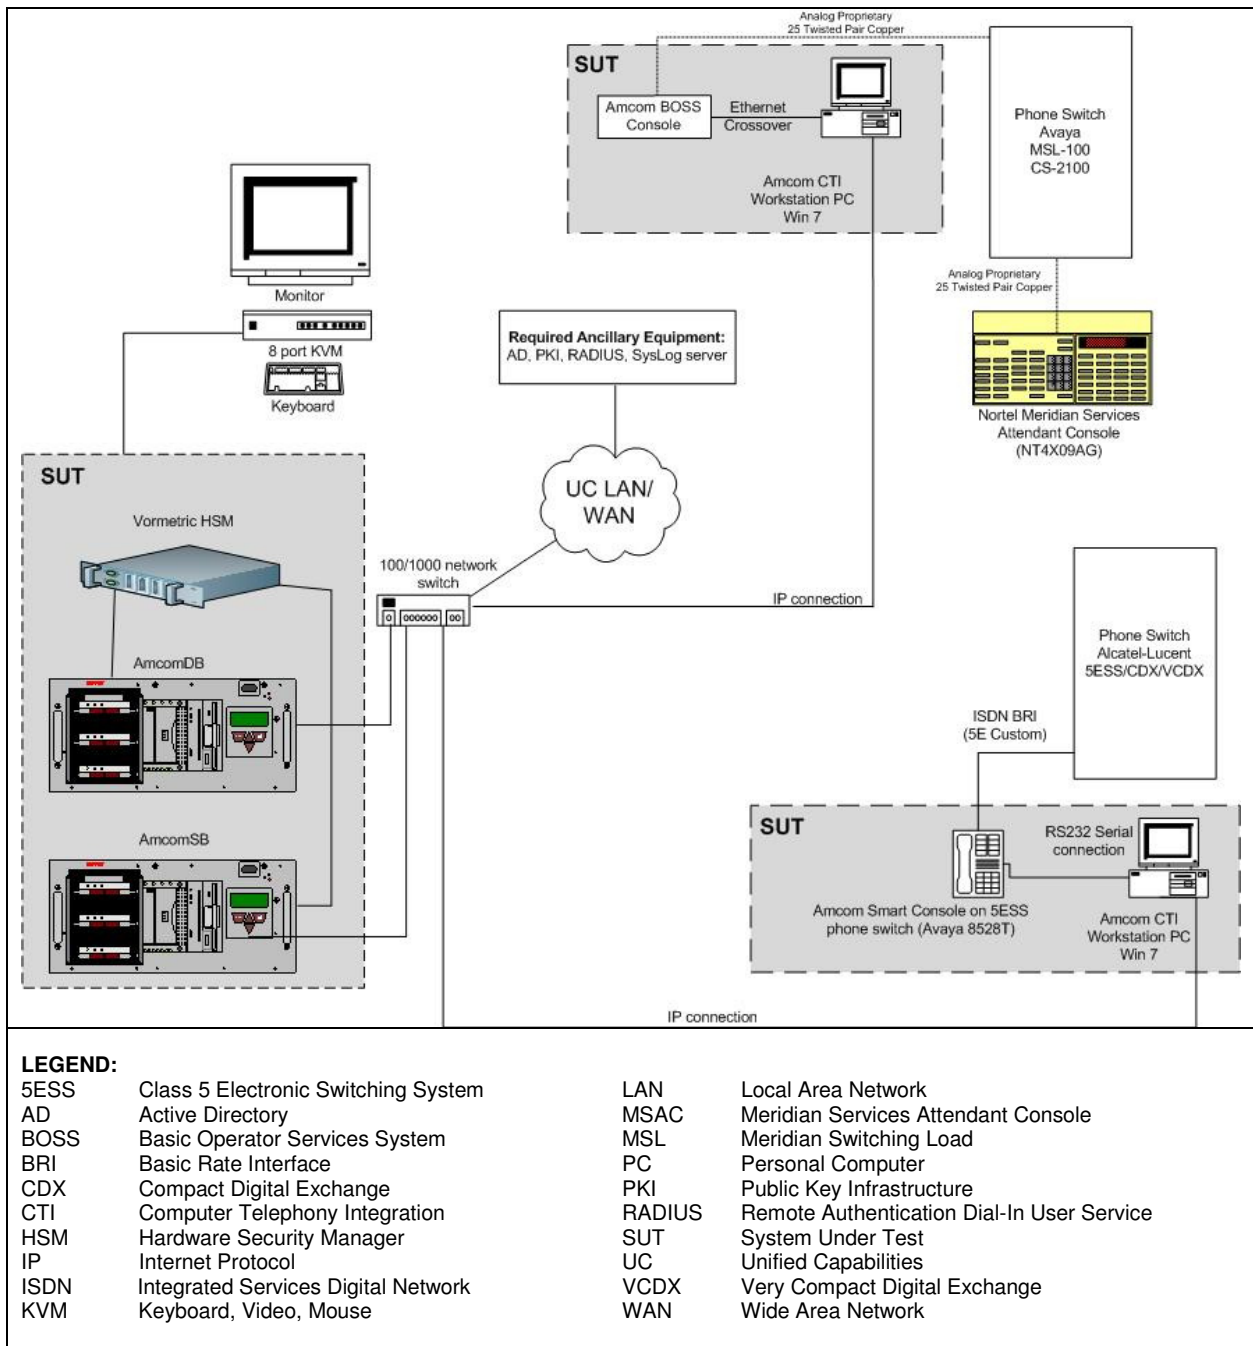 Analog Proprietary
25 Twisted Pair Copper
SUT
Amcom BOSS
Console
Ethernet
Crossover
Amcom CTI
Workstation PC
Win 7
Phone Switch
Avaya
MSL-100
CS-2100
Analog Proprietary
25 Twisted Pair Copper
Nortel Meridian Services
Attendant Console
(NT4X09AG)
Monitor
8 port KVM
Keyboard
Required Ancillary Equipment:
AD, PKI, RADIUS, SysLog server
UC LAN/
WAN
SUT
Vormetric HSM
100/1000 network
switch
IP connection
AmcomDB
AmcomSB
Phone Switch
Alcatel-Lucent
5ESS/CDX/VCDX
ISDN BRI
(5E Custom)
SUT
RS232 Serial
connection
Amcom Smart Console on 5ESS
phone switch (Avaya 8528T)
Amcom CTI
Workstation PC
Win 7
IP connection
LEGEND:
5ESS Class 5 Electronic Switching System
AD Active Directory
BOSS Basic Operator Services System
BRI Basic Rate Interface
CDX Compact Digital Exchange
CTI Computer Telephony Integration
HSM Hardware Security Manager
IP Internet Protocol
ISDN Integrated Services Digital Network
KVM Keyboard, Video, Mouse
LAN Local Area Network
MSAC Meridian Services Attendant Console
MSL Meridian Switching Load
PC Personal Computer
PKI Public Key Infrastructure
RADIUS Remote Authentication Dial-In User Service
SUT System Under Test
UC Unified Capabilities
VCDX Very Compact Digital Exchange
WAN Wide Area Network